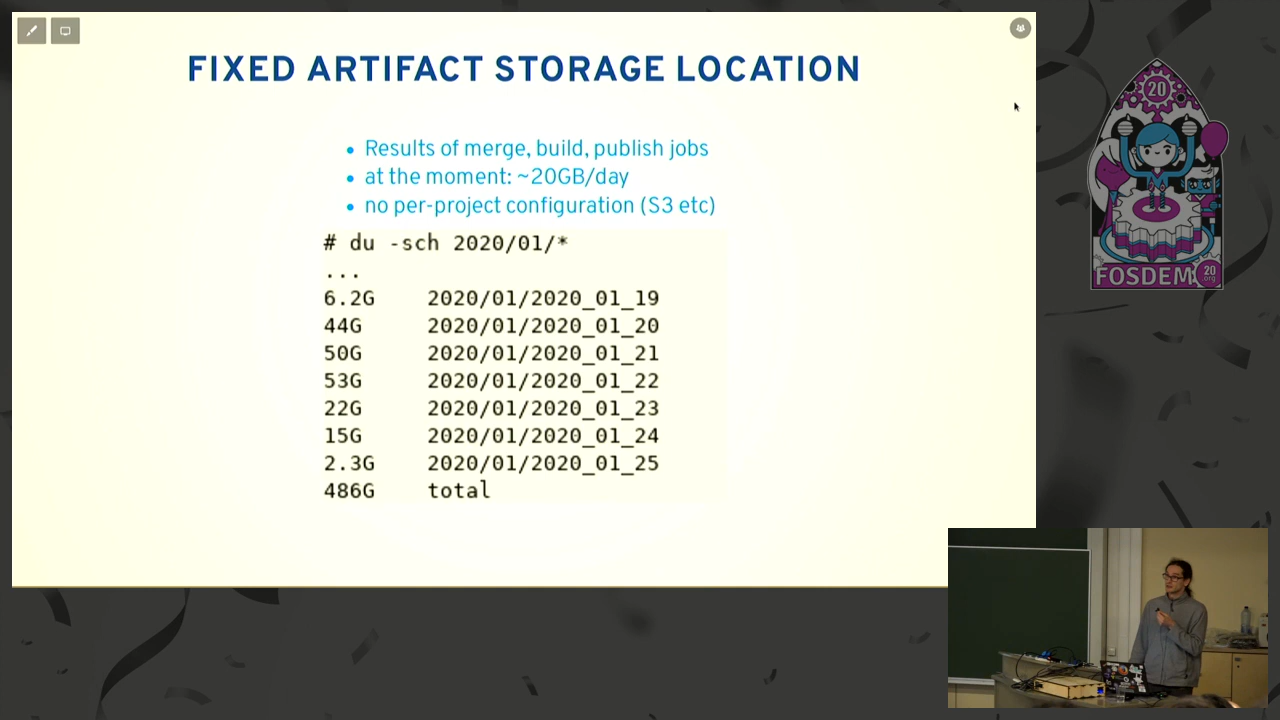 FIXED ARTIFACT STORAGE LOCATION
Results of merge, build, publish jobs
at the moment: ~20GB/day
no per-project configuration (S3 etc)
# du -sch 2020/01/*
...
6.2G 2020/01/2020_01_19
44G 2020/01/2020_01_20
50G 2020/01/2020_01_21
53G 2020/01/2020_01_22
22G 2020/01/2020_01_23
15G 2020/01/2020_01_24
2.3G 2020/01/2020_01_25
486G total
20
FOSDEM
20
.org